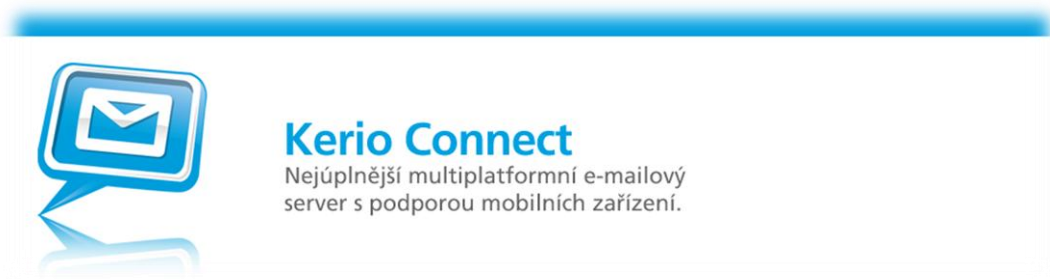 Kerio Connect
Nejúplnější multiplatformní e-mailový
server s podporou mobilních zařízení.